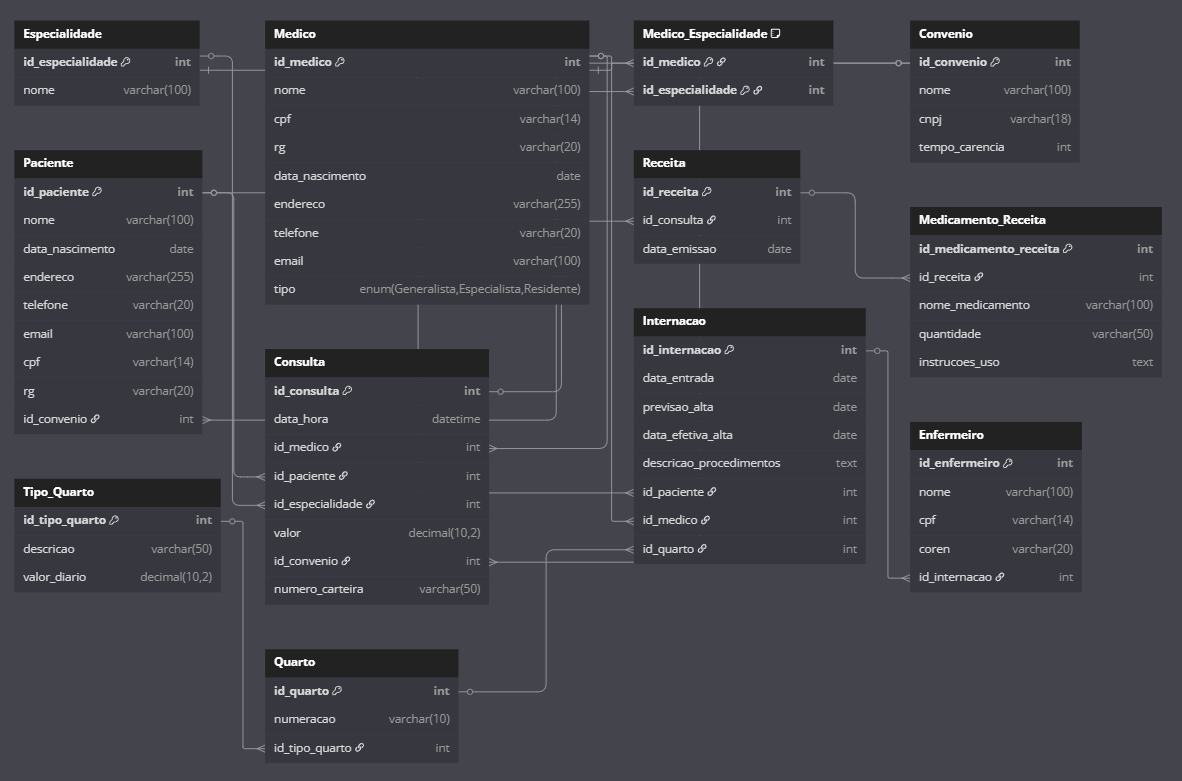 Especialidade
id_especialidade int
nome varchar(100)
Paciente
id_paciente int
nome varchar(100)
data_nascimento date
endereco varchar(255)
telefone varchar(20)
email varchar(100)
cpf varchar(14)
rg varchar(20)
id_convenio int
Tipo_Quarto
id_tipo_quarto int
descricao varchar(50)
valor_diario decimal(10,2)
Medico
id_medico int
nome varchar(100)
cpf varchar(14)
rg varchar(20)
data_nascimento date
endereco varchar(255)
telefone varchar(20)
email varchar(100)
tipo enum(Generalista,Especialista,Residente)
Consulta
id_consulta int
data_hora datetime
id_medico int
id_paciente int
id_especialidade int
valor decimal(10,2)
id_convenio int
numero_carteira varchar(50)
Quarto
id_quarto int
numeracao varchar(10)
id_tipo_quarto int
Medico_Especialidade
id_medico int
id_especialidade int
Receita
id_receita int
id_consulta int
data_emissao date
Internacao
id_internacao int
data_entrada date
previsao_alta date
data_efetiva_alta date
descricao_procedimentos text
id_paciente int
id_medico int
id_quarto int
Convenio
id_convenio int
nome varchar(100)
cnpj varchar(18)
tempo_carencia int
Medicamento_Receita
id_medicamento_receita int
id_receita int
nome_medicamento varchar(100)
quantidade varchar(50)
instrucoes_uso text
Enfermeiro
id_enfermeiro int
nome varchar(100)
cpf varchar(14)
coren varchar(20)
id_internacao int